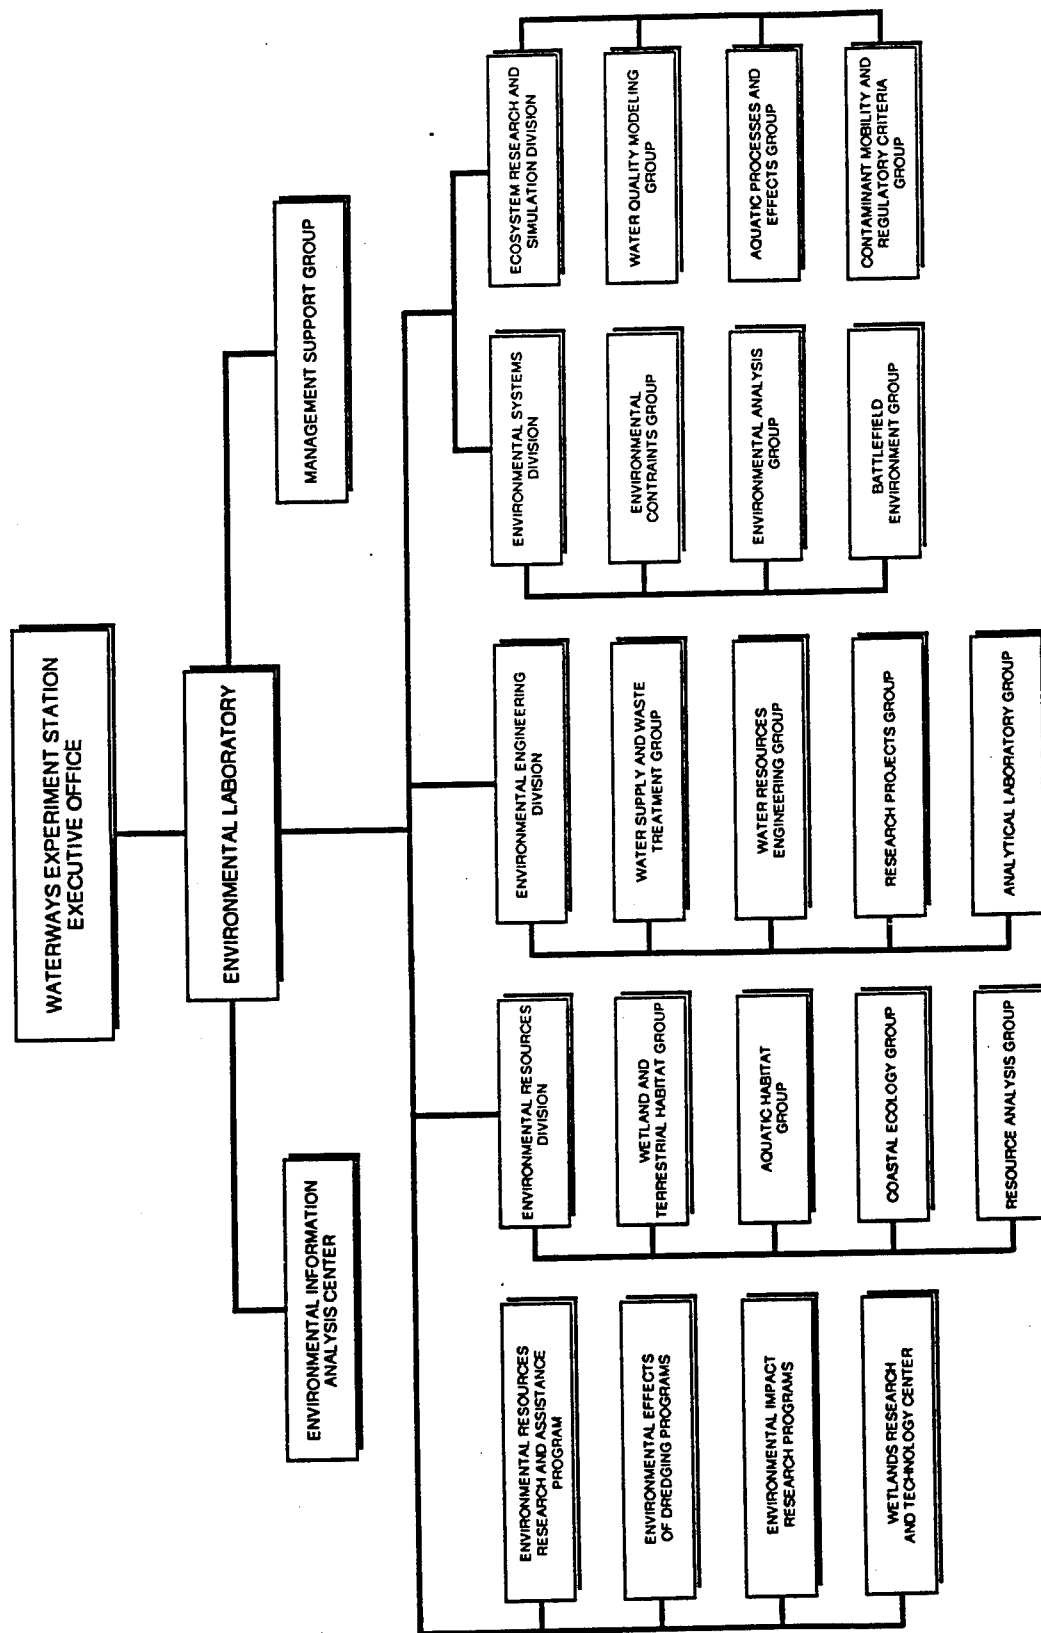 WATERWAYS EXPERIMENT STATION
EXECUTIVE OFFICE
ENVIRONMENTAL LABORATORY
ENVIRONMENTAL INFORMATION
ANALYSIS CENTER
MANAGEMENT SUPPORT GROUP
ENVIRONMENTAL RESOURCES
RESEARCH AND ASSISTANCE
PROGRAM
ENVIRONMENTAL EFFECTS
OF DREDGING PROGRAMS
ENVIRONMENTAL IMPACT
RESEARCH PROGRAMS
WETLANDS RESEARCH
AND TECHNOLOGY CENTER
ENVIRONMENTAL RESOURCES
DIVISION
WETLAND AND
TERRESTRIAL HABITAT GROUP
AQUATIC HABITAT
GROUP
COASTAL ECOLOGY GROUP
RESOURCE ANALYSIS GROUP
ENVIRONMENTAL ENGINEERING
DIVISION
WATER SUPPLY AND WASTE
TREATMENT GROUP
WATER RESOURCES
ENGINEERING GROUP
RESEARCH PROJECTS GROUP
ANALYTICAL LABORATORY GROUP
ENVIRONMENTAL SYSTEMS
DIVISION
ENVIRONMENTAL
CONTRAINTS GROUP
ENVIRONMENTAL ANALYSIS
GROUP
BATTLEFIELD
ENVIRONMENT GROUP
ECOSYSTEM RESEARCH AND
SIMULATION DIVISION
WATER QUALITY MODELING
GROUP
AQUATIC PROCESSES AND
EFFECTS GROUP
CONTAMINANT MOBILITY AND
REGULATORY CRITERIA
GROUP